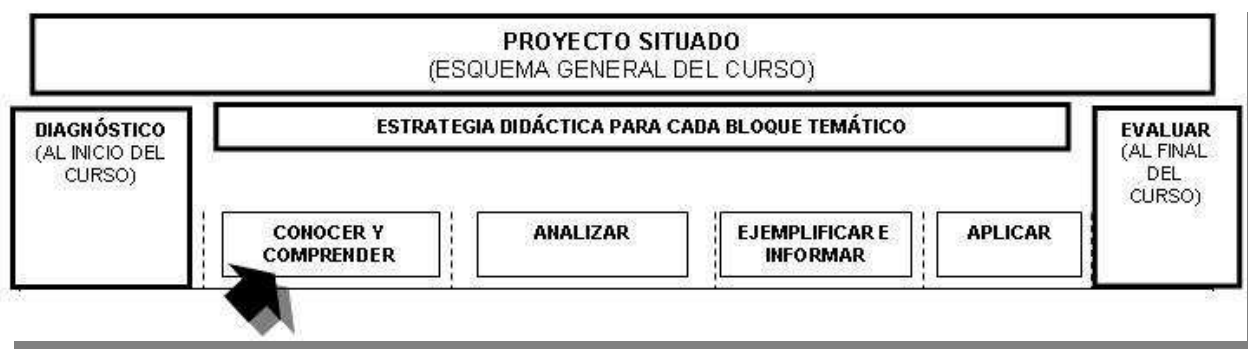 PROYECTO SITUADO
(ESQUEMA GENERAL DEL CURSO)
DIAGNÓSTICO
(AL INICIO DEL
CURSO)
ESTRATEGIA DIDÁCTICA PARA CADA BLOQUE TEMÁTICO
EVALUAR
(AL FINAL
DEL
CURSO)
CONOCER Y
COMPRENDER
ANALIZAR
EJEMPLIFICAR E
INFORMAR
APLICAR